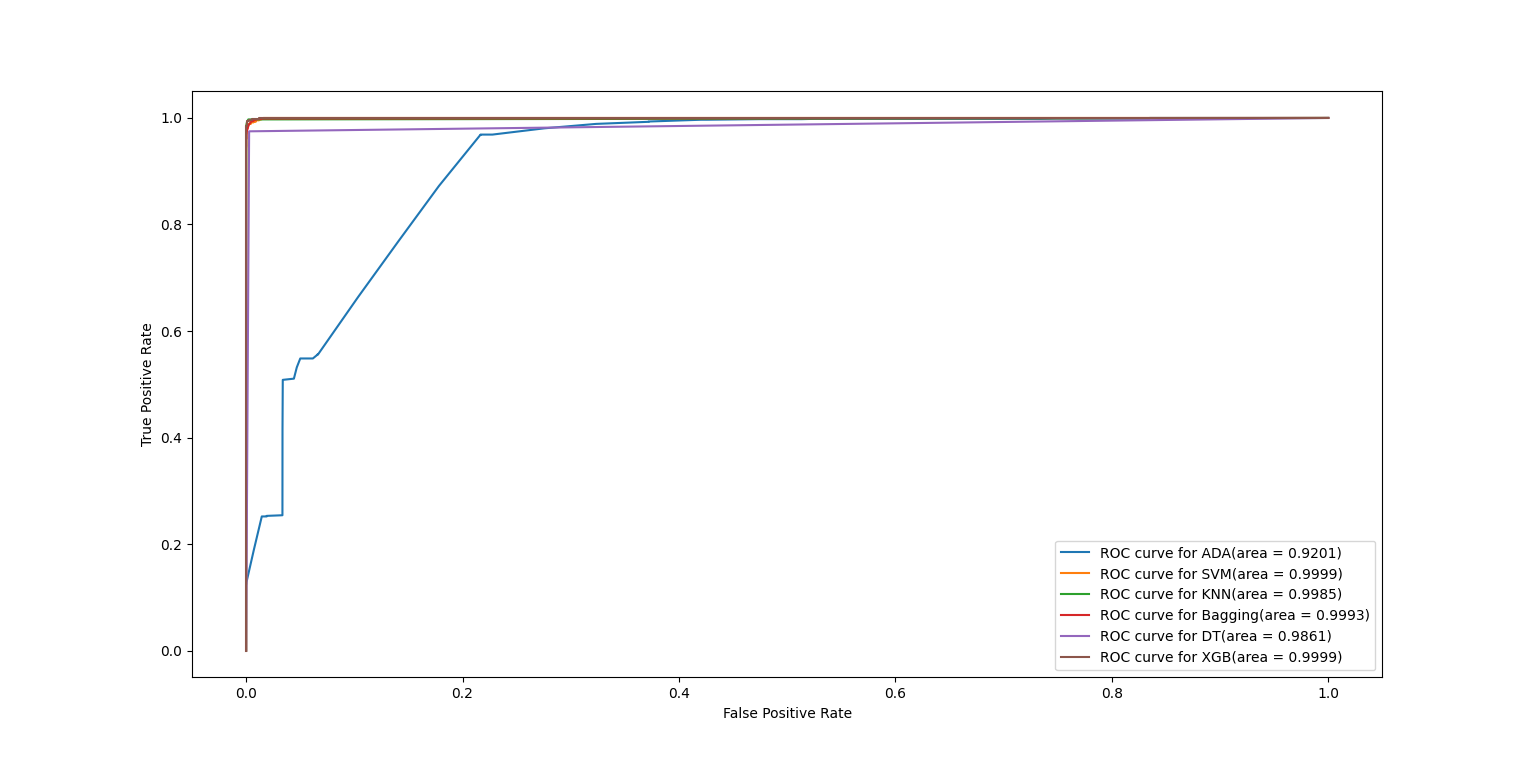 1.0
0.8
0.6
0.4
0.2
0.0
True Positive Rate
ROC curve for ADA(area = 0.9201)
ROC curve for SVM(area = 0.9999)
ROC curve for KNN(area = 0.9985)
ROC curve for Bagging(area = 0.9993)
ROC curve for DT(area = 0.9861)
ROC curve for XGB(area = 0.9999)
0.0 0.2 0.4 0.6 0.8 1.0
False Positive Rate